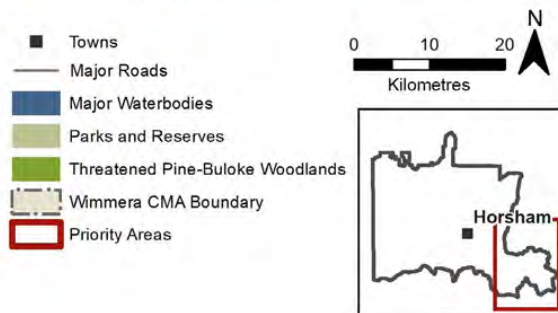 Towns
Major Roads
Major Waterbodies
Parks and Reserves
Threatened Pine-Buloke Woodlands
Wimmera CMA Boundary
Priority Areas
N
0 10 20
Kilometres
Horsham